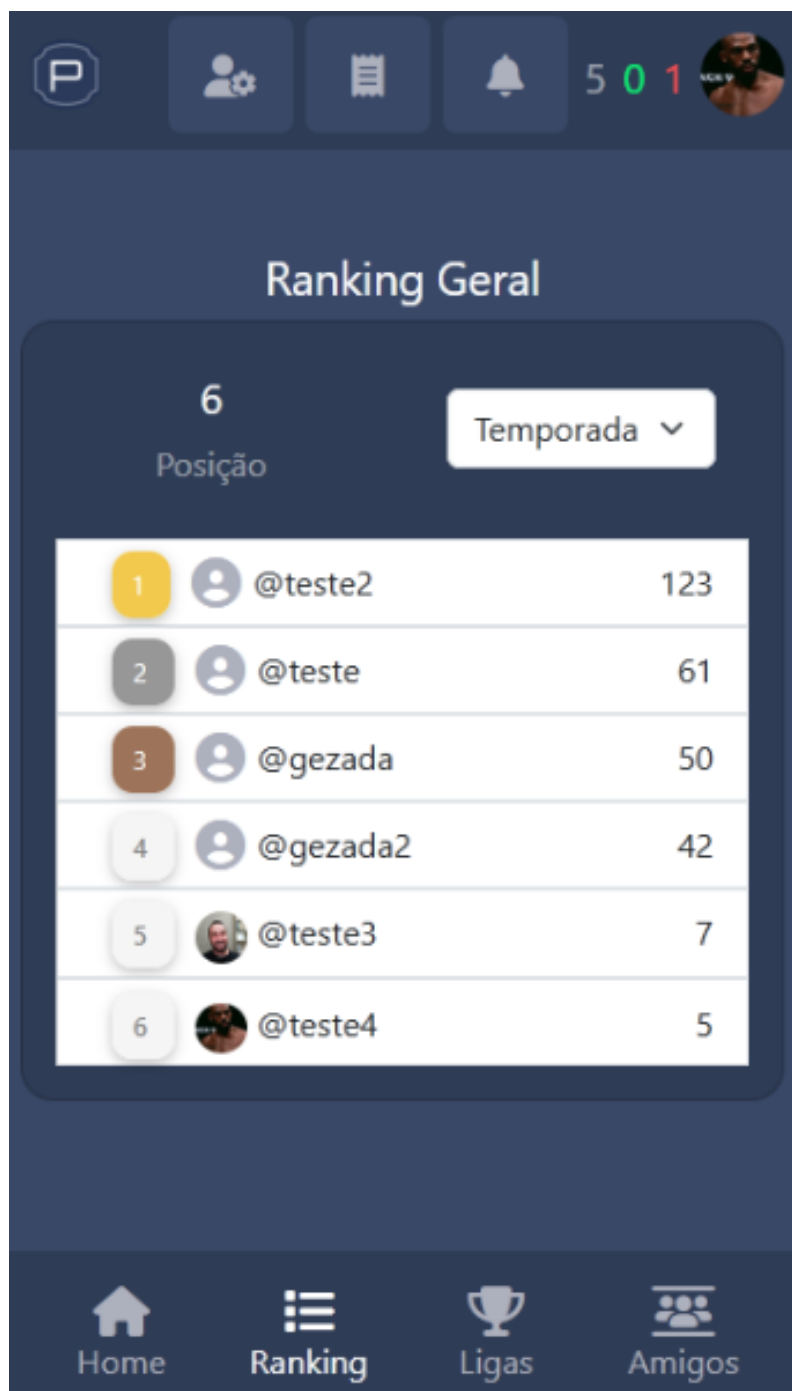 P
5 0 1
Ranking Geral
6
Posição
Temporada
1 @teste2 123
2 @teste 61
3 @gezada 50
4 @gezada2 42
5 @teste3 7
6 @teste4 5
Home Ranking Ligas Amigos